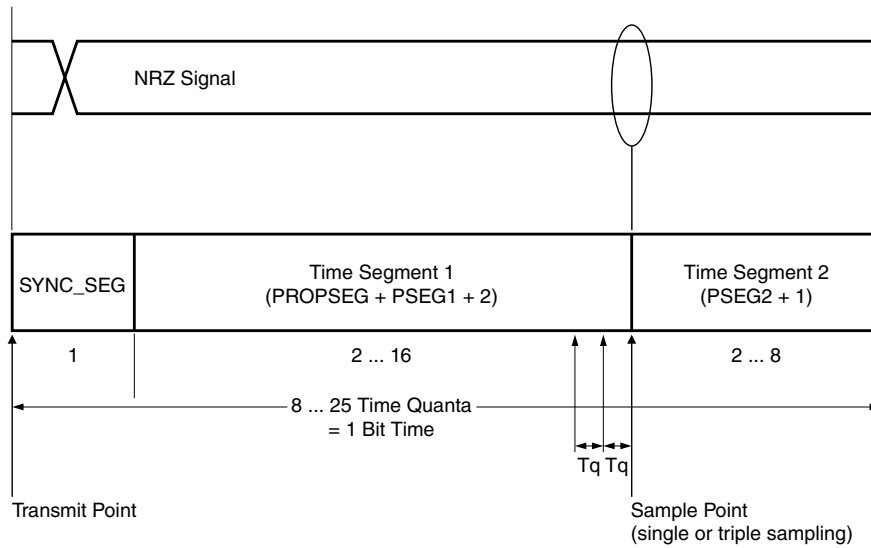 NRZ Signal
SYNC_SEG
Time Segment 1
(PROPSEG + PSEG1 + 2)
Time Segment 2
(PSEG2 + 1)
1
2 ... 16
2 ... 8
8 ... 25 Time Quanta
= 1 Bit Time
Tq Tq
Transmit Point
Sample Point
(single or triple sampling)